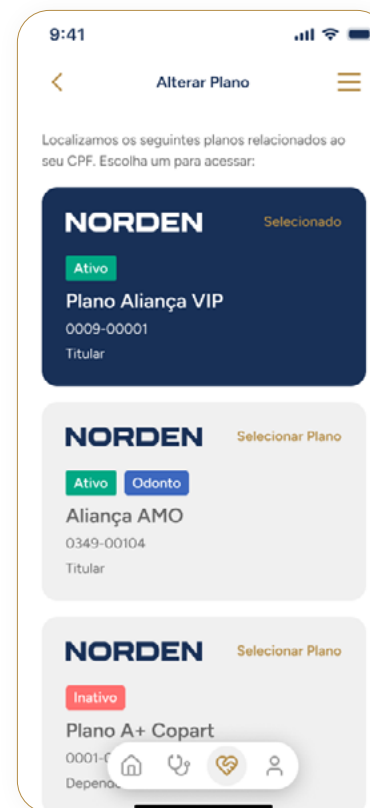 9:41
Alterar Plano
Localizamos os seguintes planos relacionados ao
seu CPF. Escolha um para acessar:
NORDEN
Selecionado
Ativo
Plano Aliança VIP
0009-00001
Titular
NORDEN
Selecionar Plano
Ativo Odonto
Aliança AMO
0349-00104
Titular
NORDEN
Selecionar Plano
Inativo
Plano A+ Copart